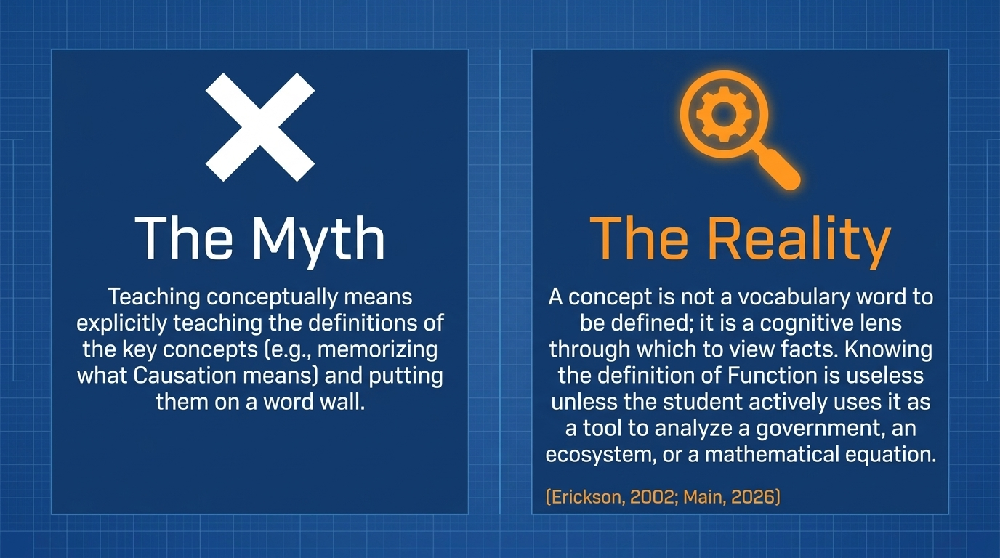 The Myth
Teaching conceptually means
explicitly teaching the definitions of
the key concepts (e.g., memorizing
what Causation means) and putting
them on a word wall.
The Reality
A concept is not a vocabulary word to
be defined; it is a cognitive lens
through which to view facts. Knowing
the definition of Function is useless
unless the student actively uses it as
a tool to analyze a government, an
ecosystem, or a mathematical equation.
(Erickson, 2002; Main, 2026)